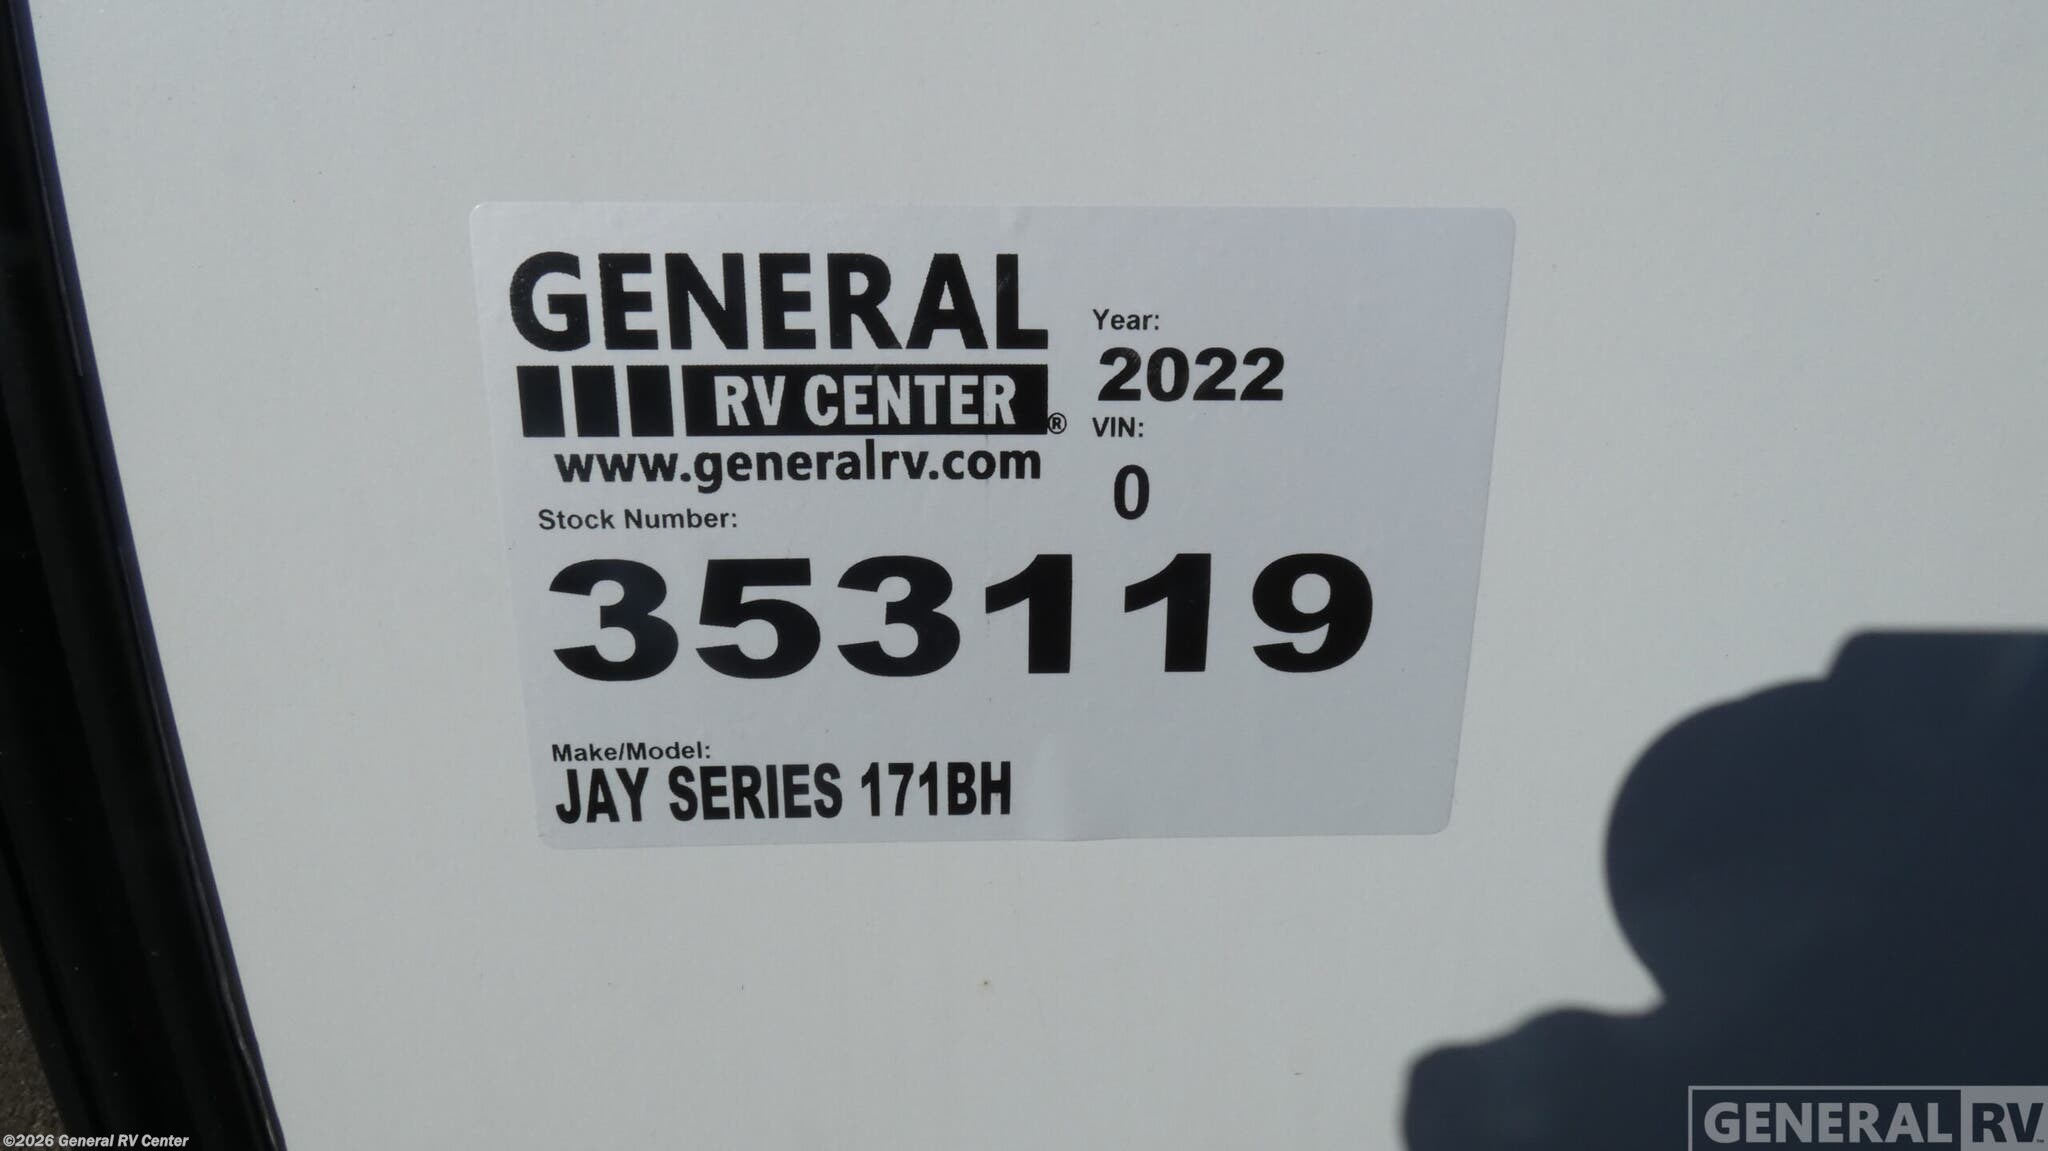 GENERAL
RV CENTER®
www.generalrv.com
Year:
2022
VIN:
0
Stock Number:
353119
Make/Model:
JAY SERIES 171BH
©2026 General RV Center
GENERAL RV™